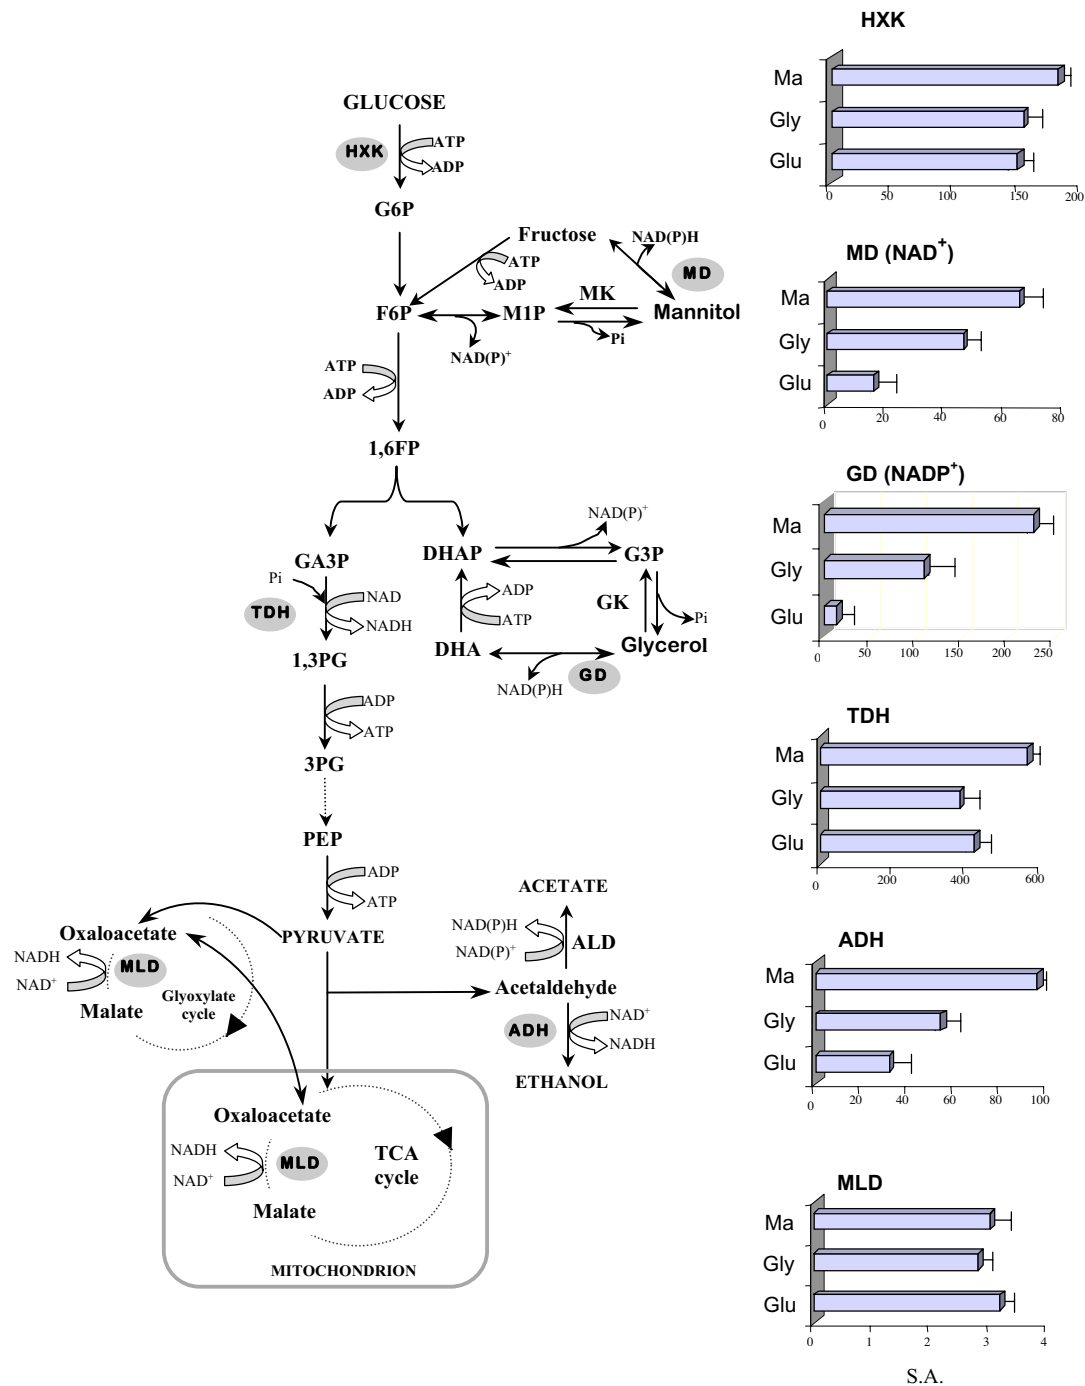 GLUCOSE
HXK
ATP
ADP
G6P
Fructose
NAD(P)H
ATP
ADP
MD
MK
F6P
M1P
Mannitol
Pi
NAD(P)⁺
ATP
ADP
1,6FP
NAD(P)⁺
GA3P
DHAP
G3P
Pi
NAD
ADP
GK
TDH
ATP
Pi
NADH
1,3PG
DHA
Glycerol
GD
NAD(P)H
ADP
ATP
3PG
PEP
ADP
ATP
ACETATE
PYRUVATE
NAD(P)H
NAD(P)⁺
ALD
Oxaloacetate
NADH
NAD⁺
MLD
Malate
Glyoxylate
cycle
Acetaldehyde
ADH
NAD⁺
NADH
ETHANOL
Oxaloacetate
NADH
NAD⁺
MLD
TCA
cycle
Malate
MITOCHONDRION
HXK
Ma
Gly
Glu
0 50 100 150 200
MD (NAD⁺)
Ma
Gly
Glu
0 20 40 60 80
GD (NADP⁺)
Ma
Gly
Glu
0 50 100 150 200 250
TDH
Ma
Gly
Glu
0 200 400 600
ADH
Ma
Gly
Glu
0 20 40 60 80 100
MLD
Ma
Gly
Glu
0 1 2 3 4
S.A.